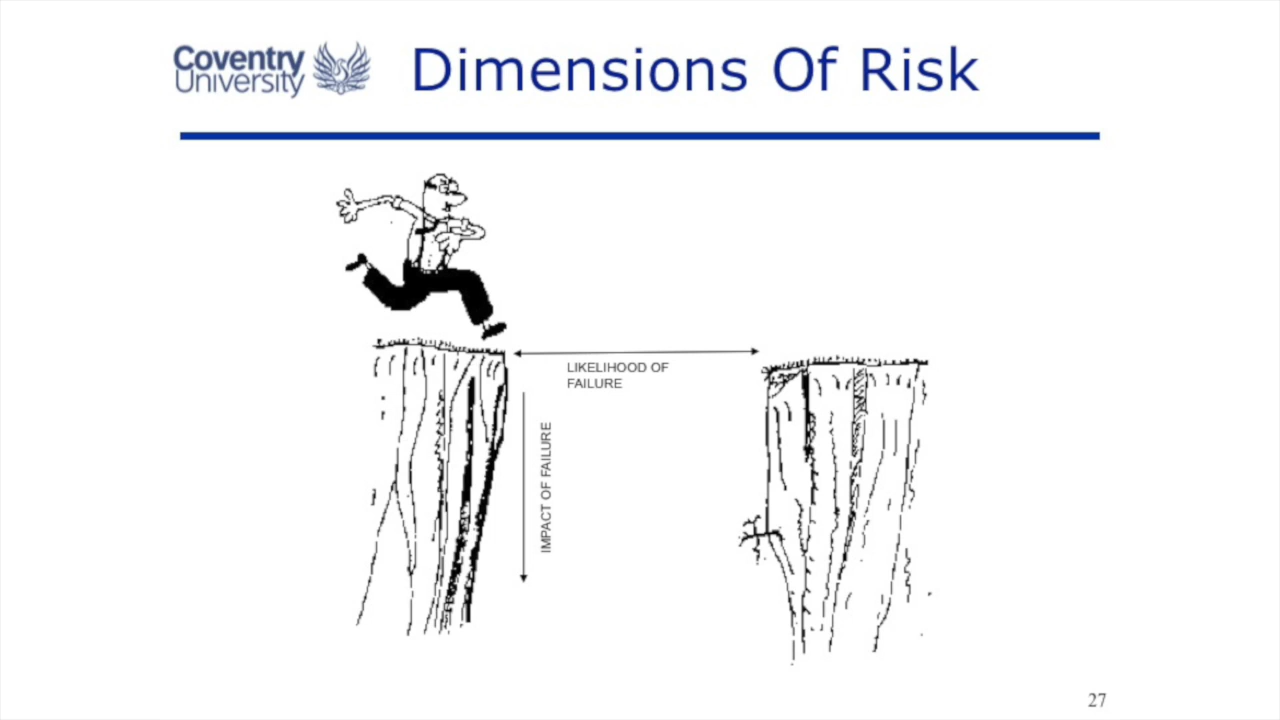 Coventry
University
Dimensions Of Risk
LIKELIHOOD OF
FAILURE
IMPACT OF FAILURE
27